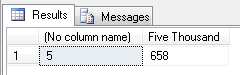 Results Messages
(No column name) Five Thousand
1 5 658